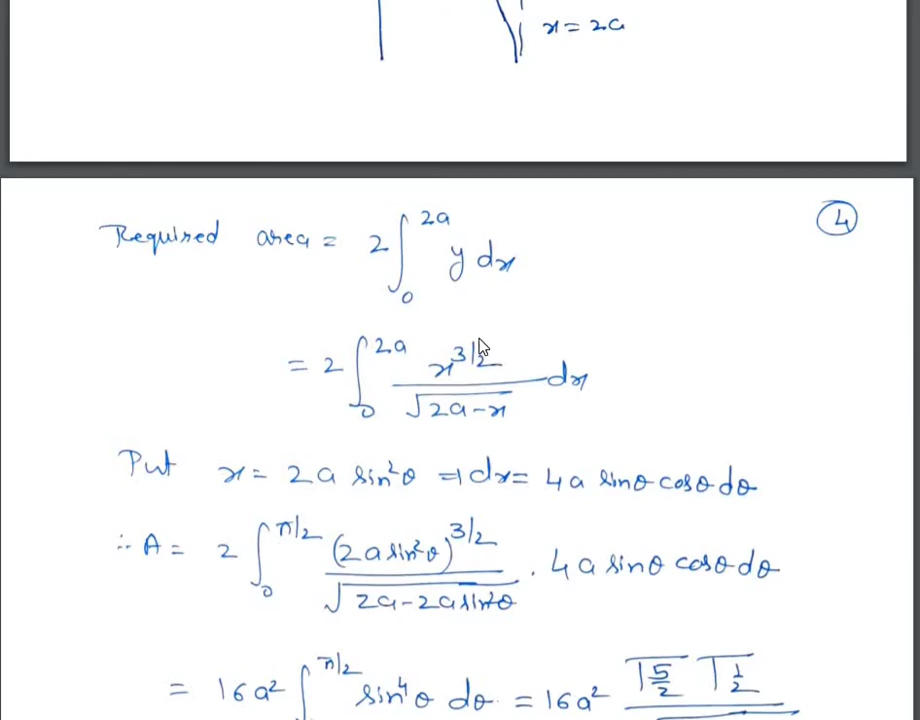 x = 2a
④
Required area = 2 ∫₀^{2a} y dx
= 2 ∫₀^{2a} x^{3/2} / √(2a-x) dx
Put x = 2a sin²θ ⇒ dx = 4a sinθ cosθ dθ
∴ A = 2 ∫₀^{π/2} (2a sin²θ)^{3/2} / √(2a-2a sin²θ) . 4a sinθ cosθ dθ
= 16a² ∫^{π/2} sin⁴θ dθ = 16a² Γ(5/2) Γ(1/2)